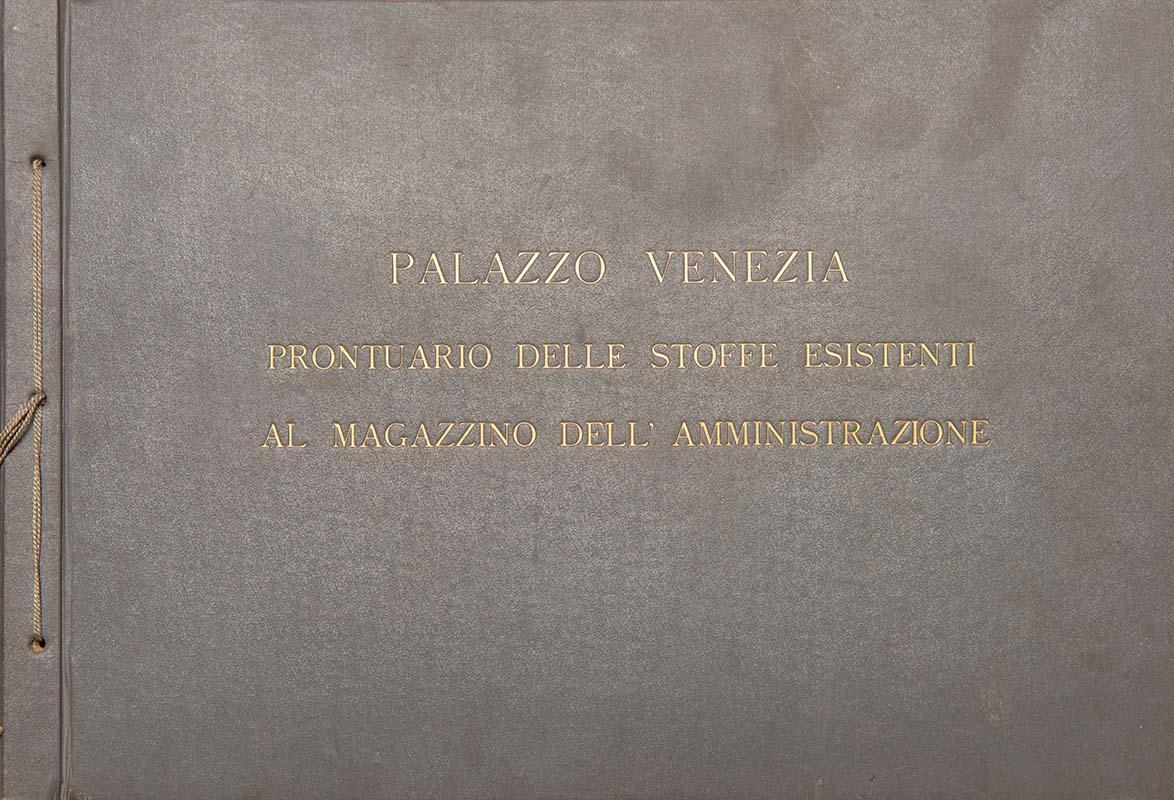 PALAZZO VENEZIA
PRONTUARIO DELLE STOFFE ESISTENTI
AL MAGAZZINO DELL' AMMINISTRAZIONE